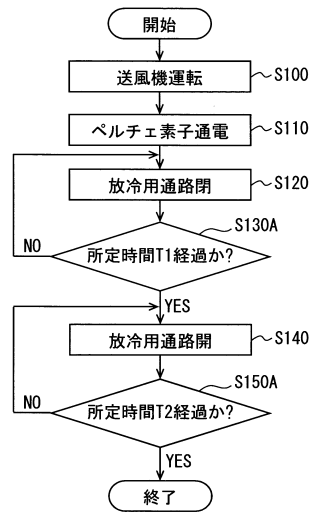 開始
送風機運転
S100
ペルチェ素子通電
S110
放冷用通路閉
S120
所定時間T1経過か?
S130A
NO
YES
放冷用通路開
S140
所定時間T2経過か?
S150A
NO
YES
終了